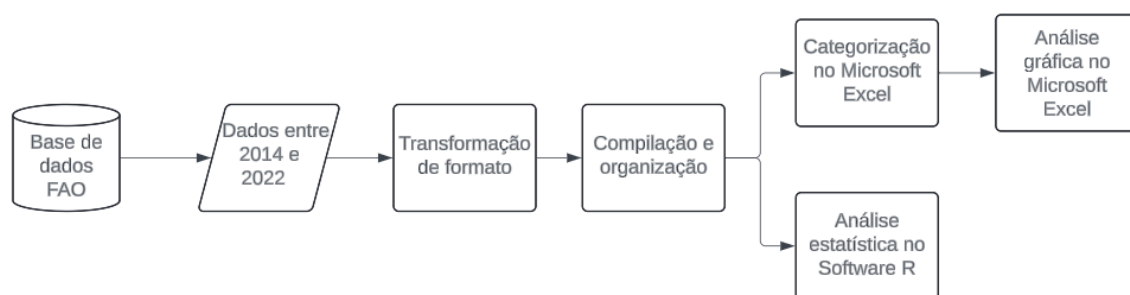 Base de
dados
FAO
Dados entre
2014 e
2022
Transformação
de formato
Compilação e
organização
Categorização
no Microsoft
Excel
Análise
gráfica no
Microsoft
Excel
Análise
estatística no
Software R